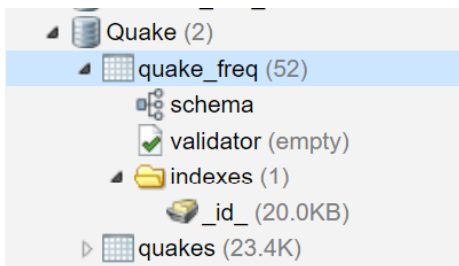 Quake (2)
quake_freq (52)
schema
validator (empty)
indexes (1)
_id_ (20.0KB)
quakes (23.4K)